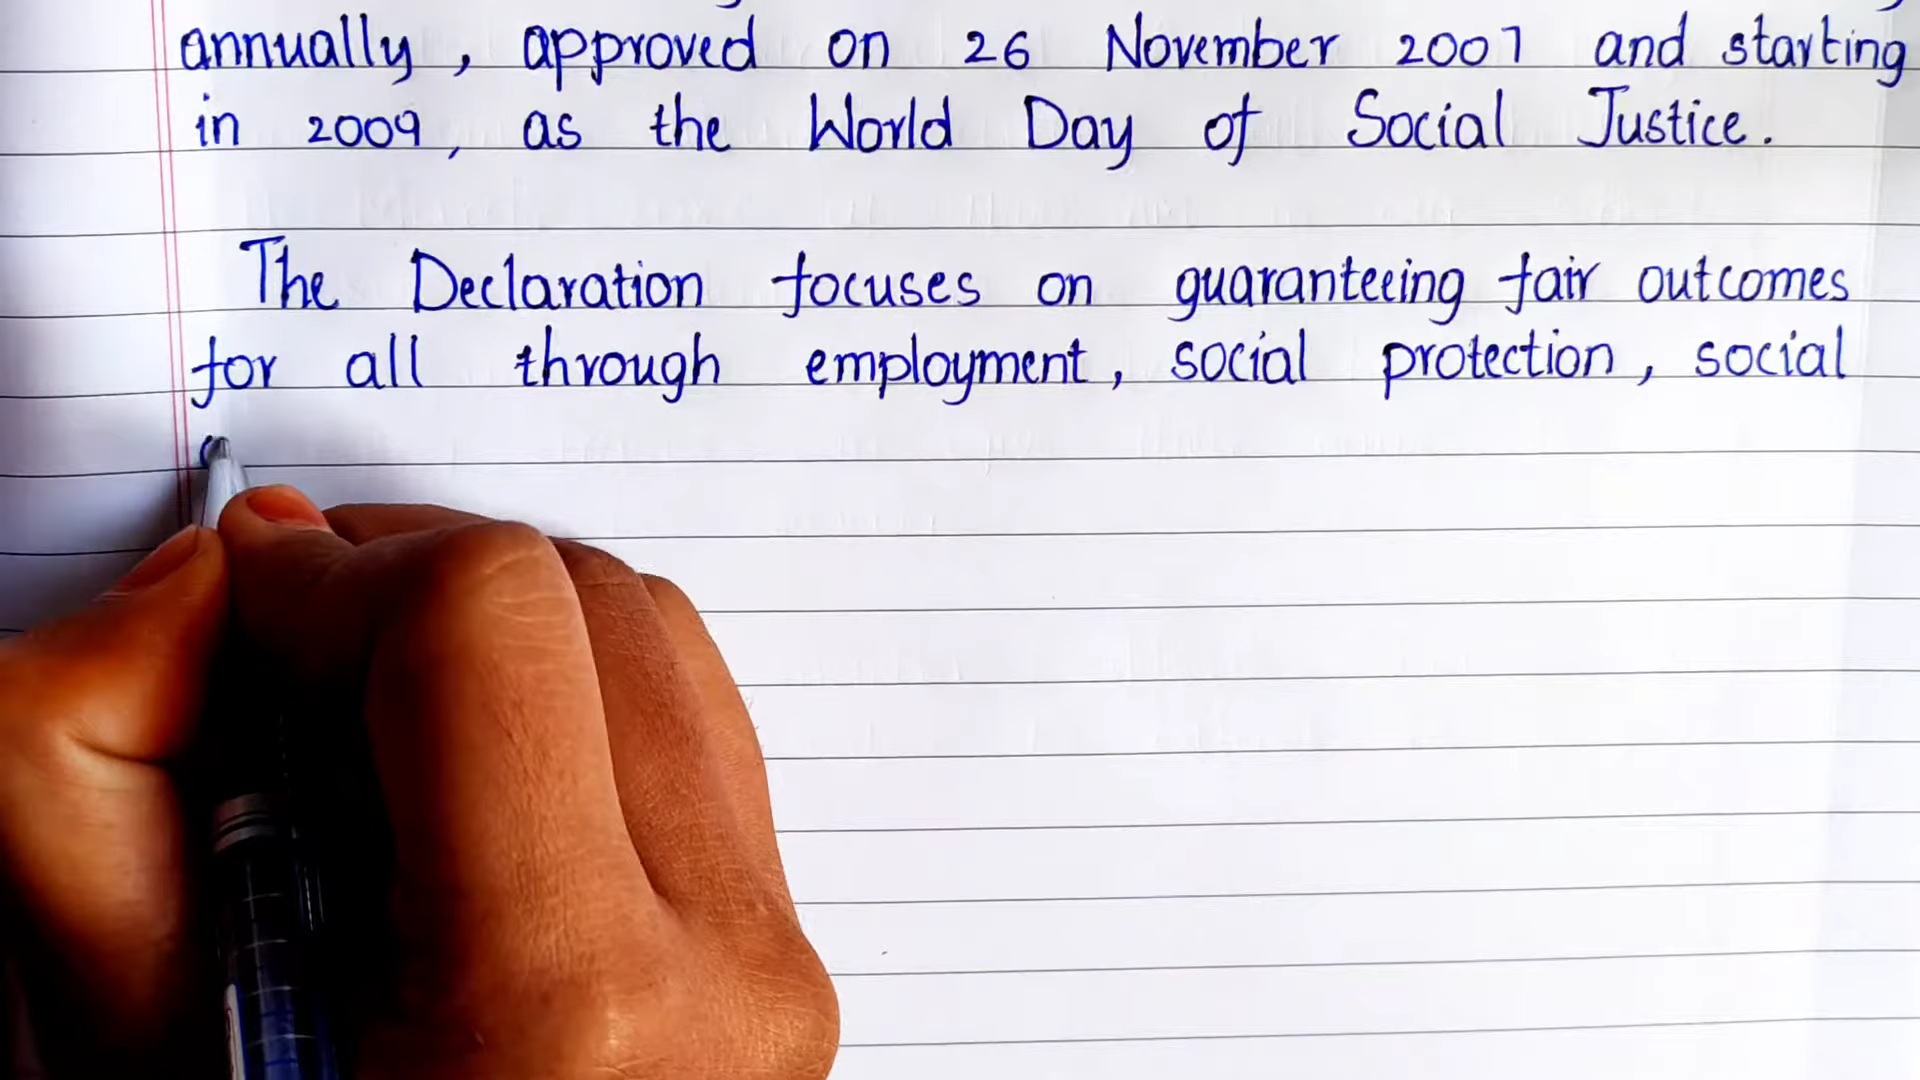 annually, approved on 26 November 2007 and starting
in 2009, as the World Day of Social Justice.
The Declaration focuses on guaranteeing fair outcomes
for all through employment, social protection, social